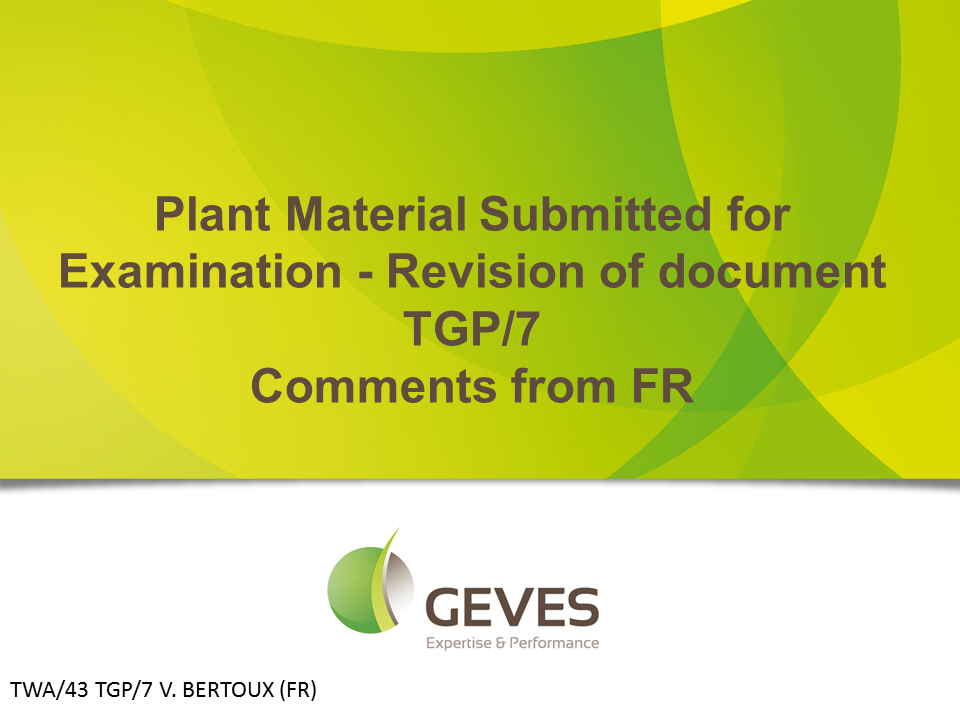 Plant Material Submitted for
Examination - Revision of document
TGP/7
Comments from FR
GEVES
Expertise & Performance
TWA/43 TGP/7 V. BERTOUX (FR)